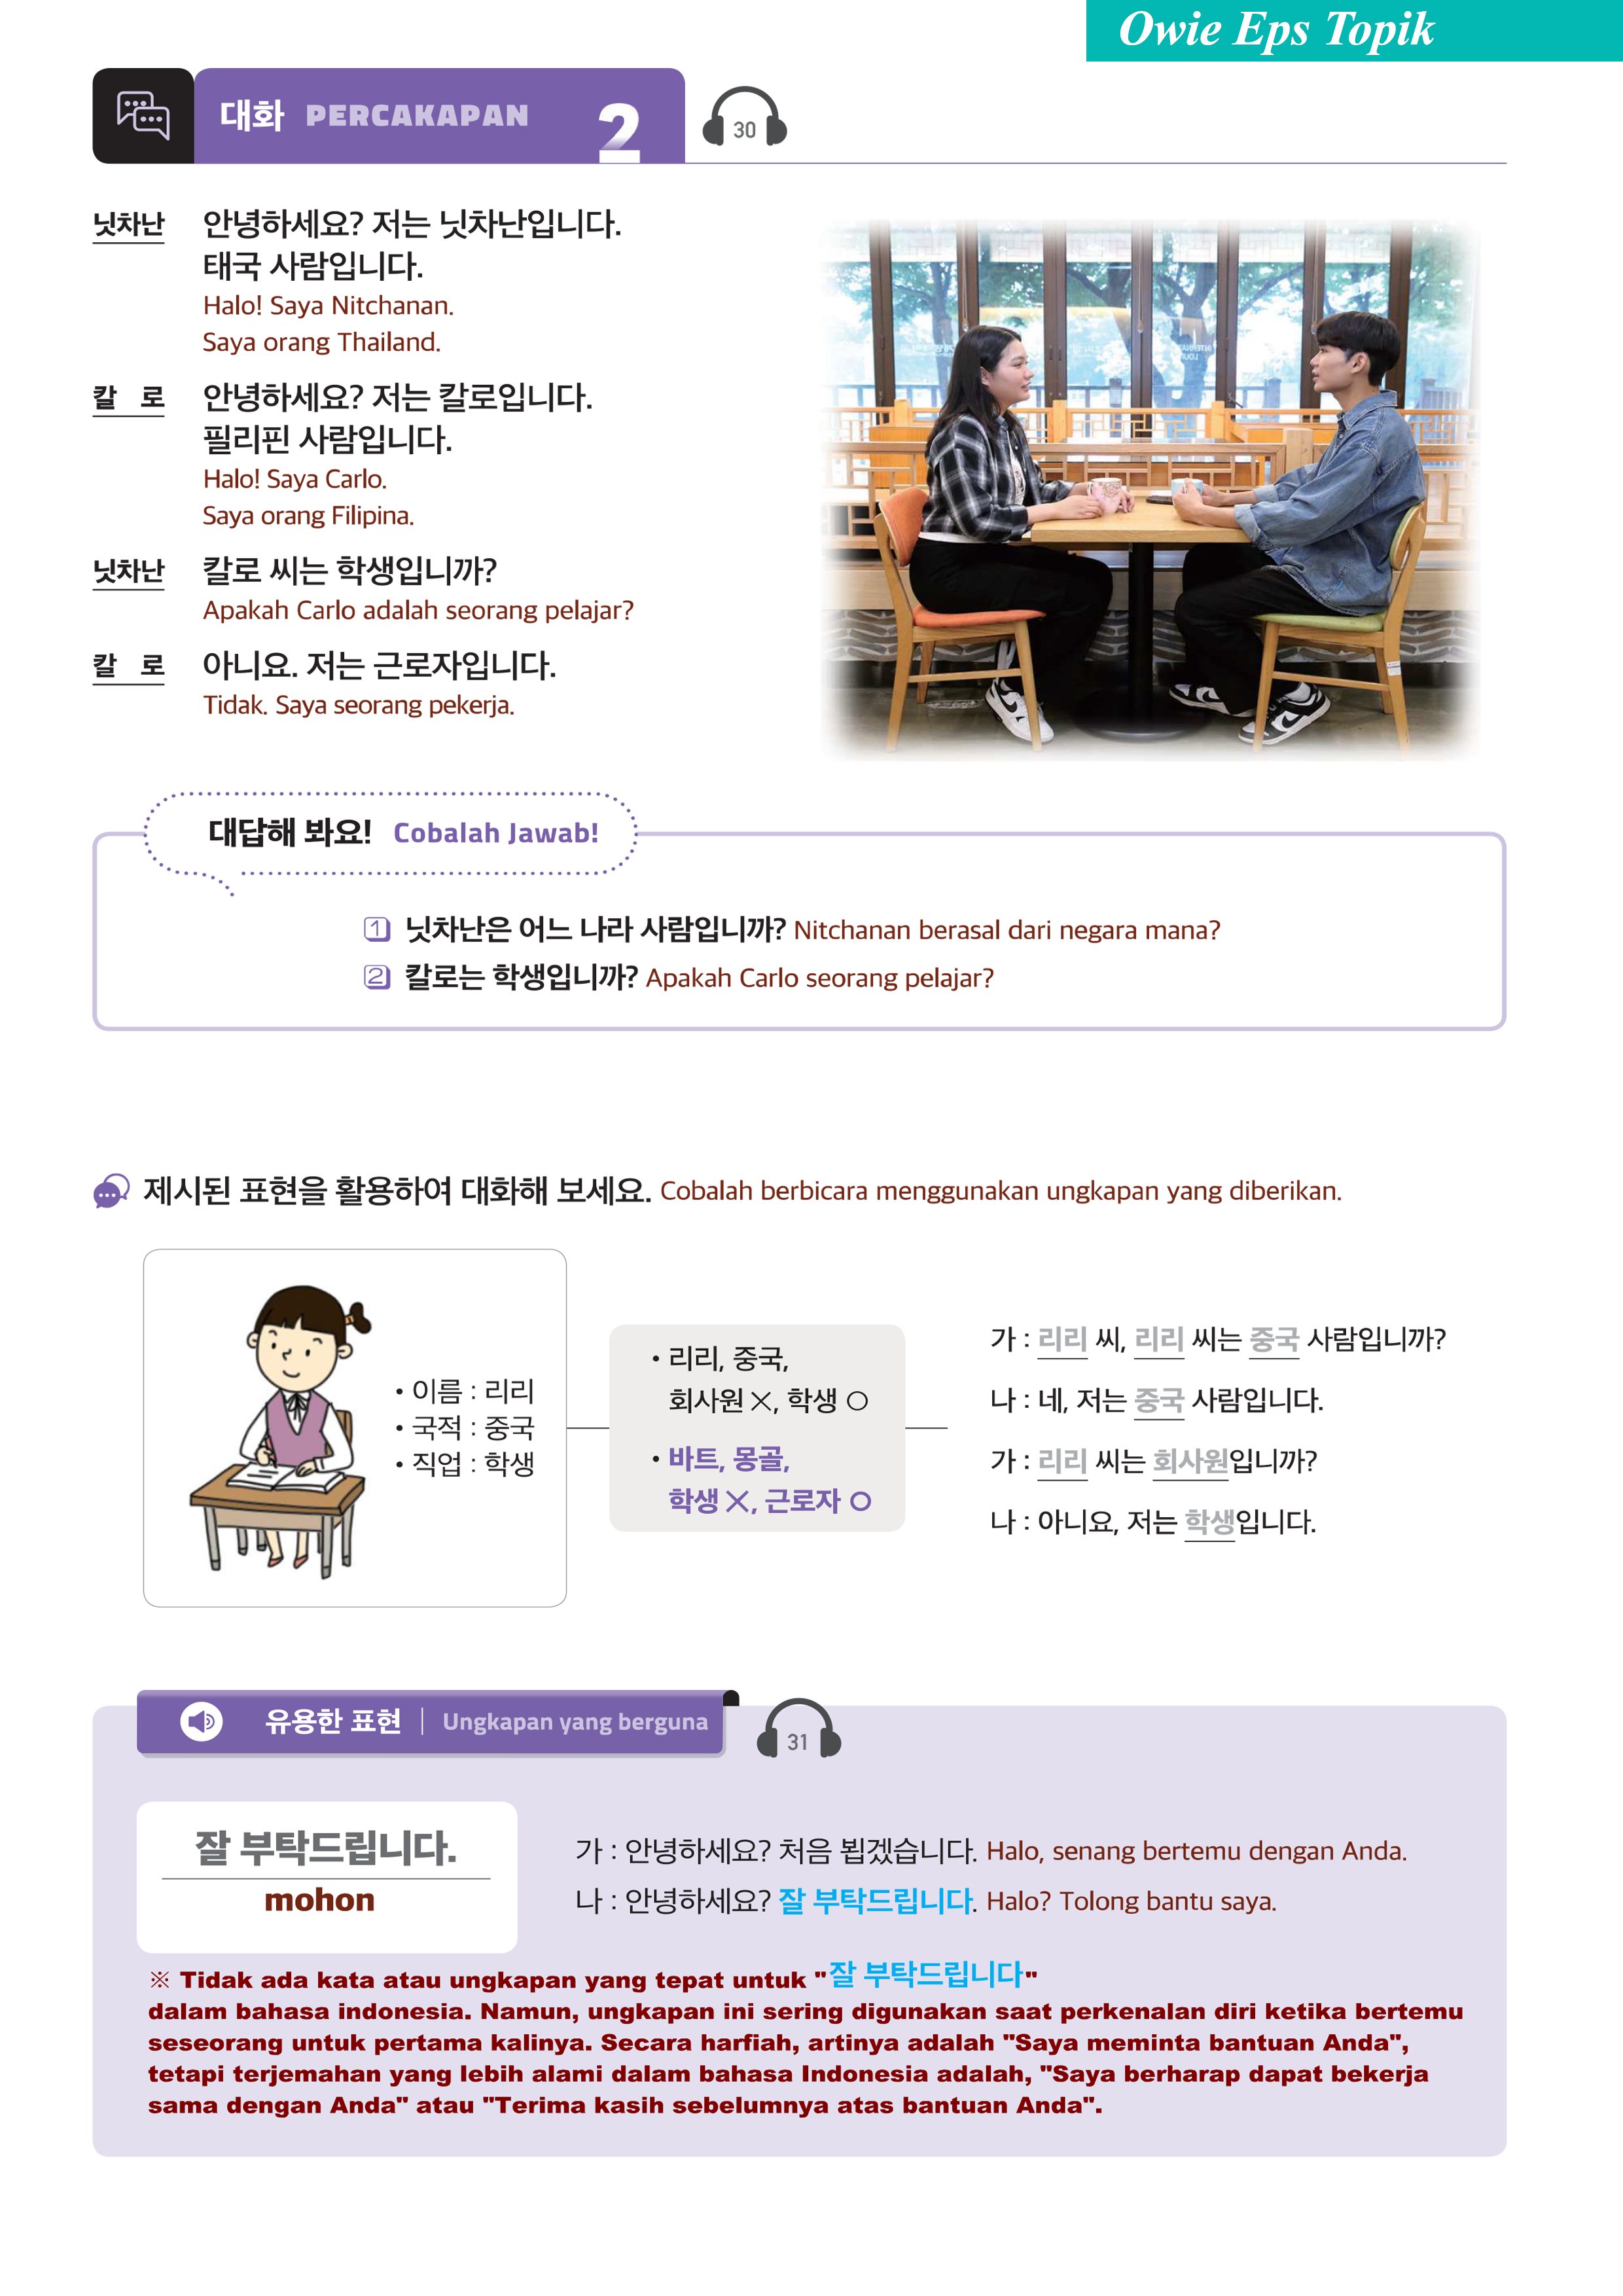 Owie Eps Topik
대화 PERCAKAPAN 2
30
닛차난 안녕하세요? 저는 닛차난입니다.
태국 사람입니다.
Halo! Saya Nitchanan.
Saya orang Thailand.
칼 로 안녕하세요? 저는 칼로입니다.
필리핀 사람입니다.
Halo! Saya Carlo.
Saya orang Filipina.
닛차난 칼로 씨는 학생입니까?
Apakah Carlo adalah seorang pelajar?
칼 로 아니요. 저는 근로자입니다.
Tidak. Saya seorang pekerja.
대답해 봐요! Cobalah Jawab!
1 닛차난은 어느 나라 사람입니까? Nitchanan berasal dari negara mana?
2 칼로는 학생입니까? Apakah Carlo seorang pelajar?
제시된 표현을 활용하여 대화해 보세요. Cobalah berbicara menggunakan ungkapan yang diberikan.
• 이름 : 리리
• 국적 : 중국
• 직업 : 학생
• 리리, 중국,
회사원 ×, 학생 ○
• 바트, 몽골,
학생 ×, 근로자 ○
가 : 리리 씨, 리리 씨는 중국 사람입니까?
나 : 네, 저는 중국 사람입니다.
가 : 리리 씨는 회사원입니까?
나 : 아니요, 저는 학생입니다.
유용한 표현 | Ungkapan yang berguna
31
잘 부탁드립니다.
mohon
가 : 안녕하세요? 처음 뵙겠습니다. Halo, senang bertemu dengan Anda.
나 : 안녕하세요? 잘 부탁드립니다. Halo? Tolong bantu saya.
※ Tidak ada kata atau ungkapan yang tepat untuk "잘 부탁드립니다"
dalam bahasa indonesia. Namun, ungkapan ini sering digunakan saat perkenalan diri ketika bertemu
seseorang untuk pertama kalinya. Secara harfiah, artinya adalah "Saya meminta bantuan Anda",
tetapi terjemahan yang lebih alami dalam bahasa Indonesia adalah, "Saya berharap dapat bekerja
sama dengan Anda" atau "Terima kasih sebelumnya atas bantuan Anda".